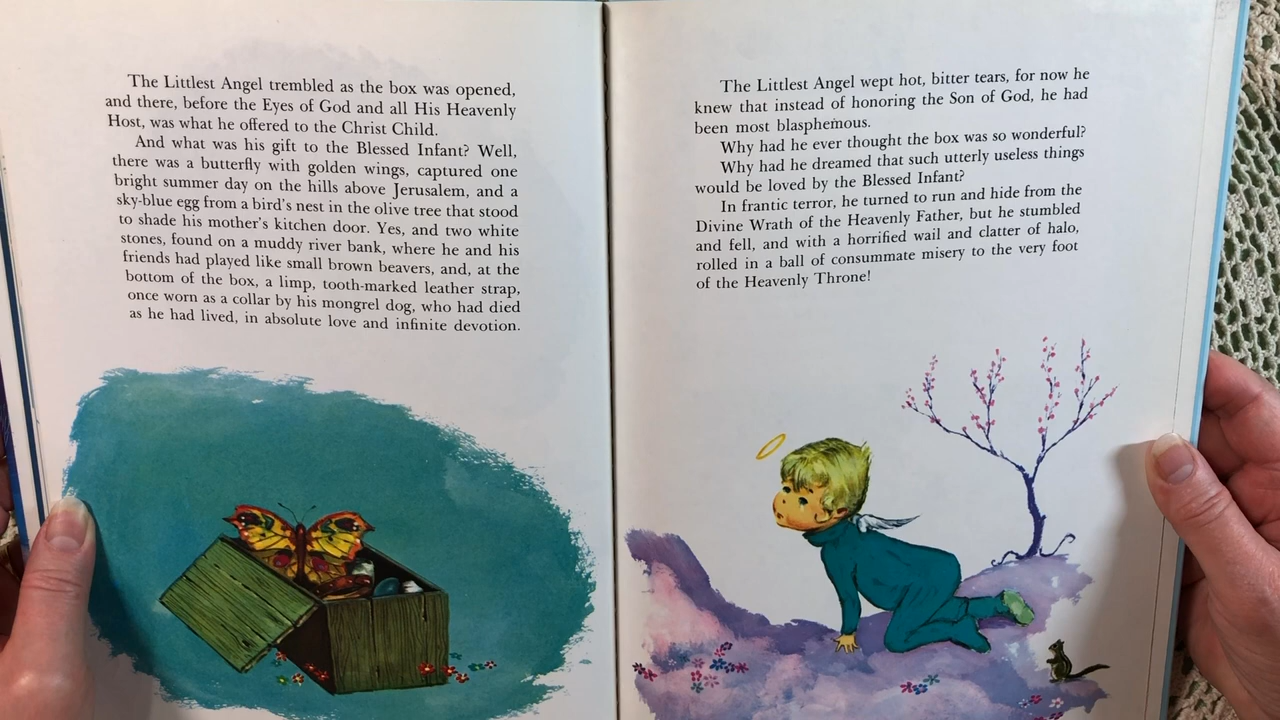 The Littlest Angel trembled as the box was opened,
and there, before the Eyes of God and all His Heavenly
Host, was what he offered to the Christ Child.
And what was his gift to the Blessed Infant? Well,
there was a butterfly with golden wings, captured one
bright summer day on the hills above Jerusalem, and a
sky-blue egg from a bird's nest in the olive tree that stood
to shade his mother's kitchen door. Yes, and two white
stones, found on a muddy river bank, where he and his
friends had played like small brown beavers, and, at the
bottom of the box, a limp, tooth-marked leather strap,
once worn as a collar by his mongrel dog, who had died
as he had lived, in absolute love and infinite devotion.
The Littlest Angel wept hot, bitter tears, for now he
knew that instead of honoring the Son of God, he had
been most blasphemous.
Why had he ever thought the box was so wonderful?
Why had he dreamed that such utterly useless things
would be loved by the Blessed Infant?
In frantic terror, he turned to run and hide from the
Divine Wrath of the Heavenly Father, but he stumbled
and fell, and with a horrified wail and clatter of halo,
rolled in a ball of consummate misery to the very foot
of the Heavenly Throne!